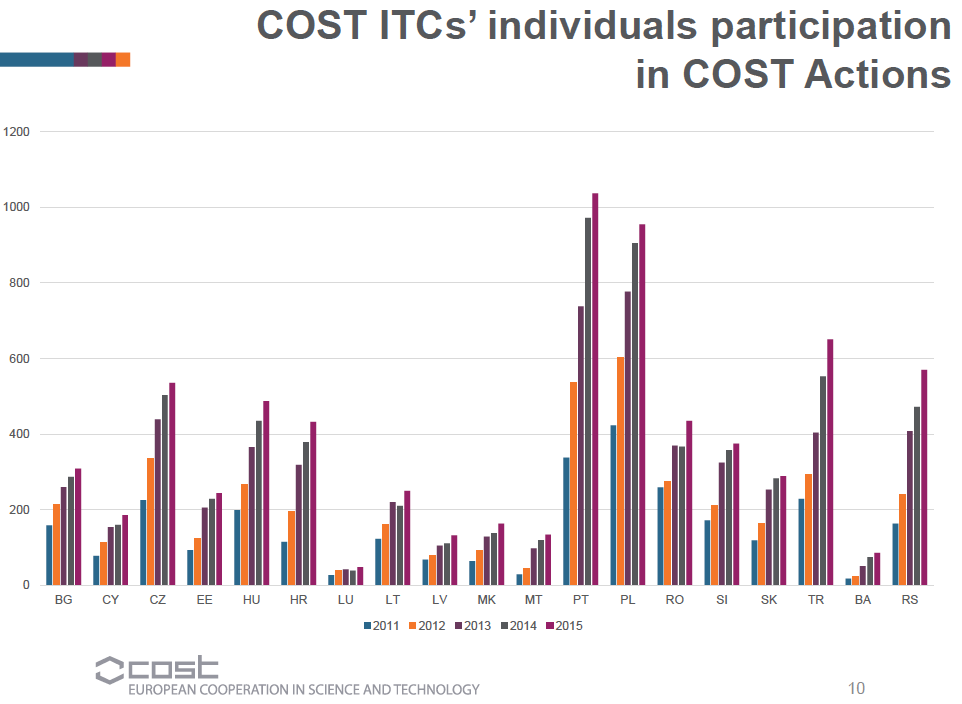 COST ITCs’ individuals participation
in COST Actions
1200
1000
800
600
400
200
0
BG CY CZ EE HU HR LU LT LV MK MT PT PL RO SI SK TR BA RS
2011 2012 2013 2014 2015
cost
EUROPEAN COOPERATION IN SCIENCE AND TECHNOLOGY
10